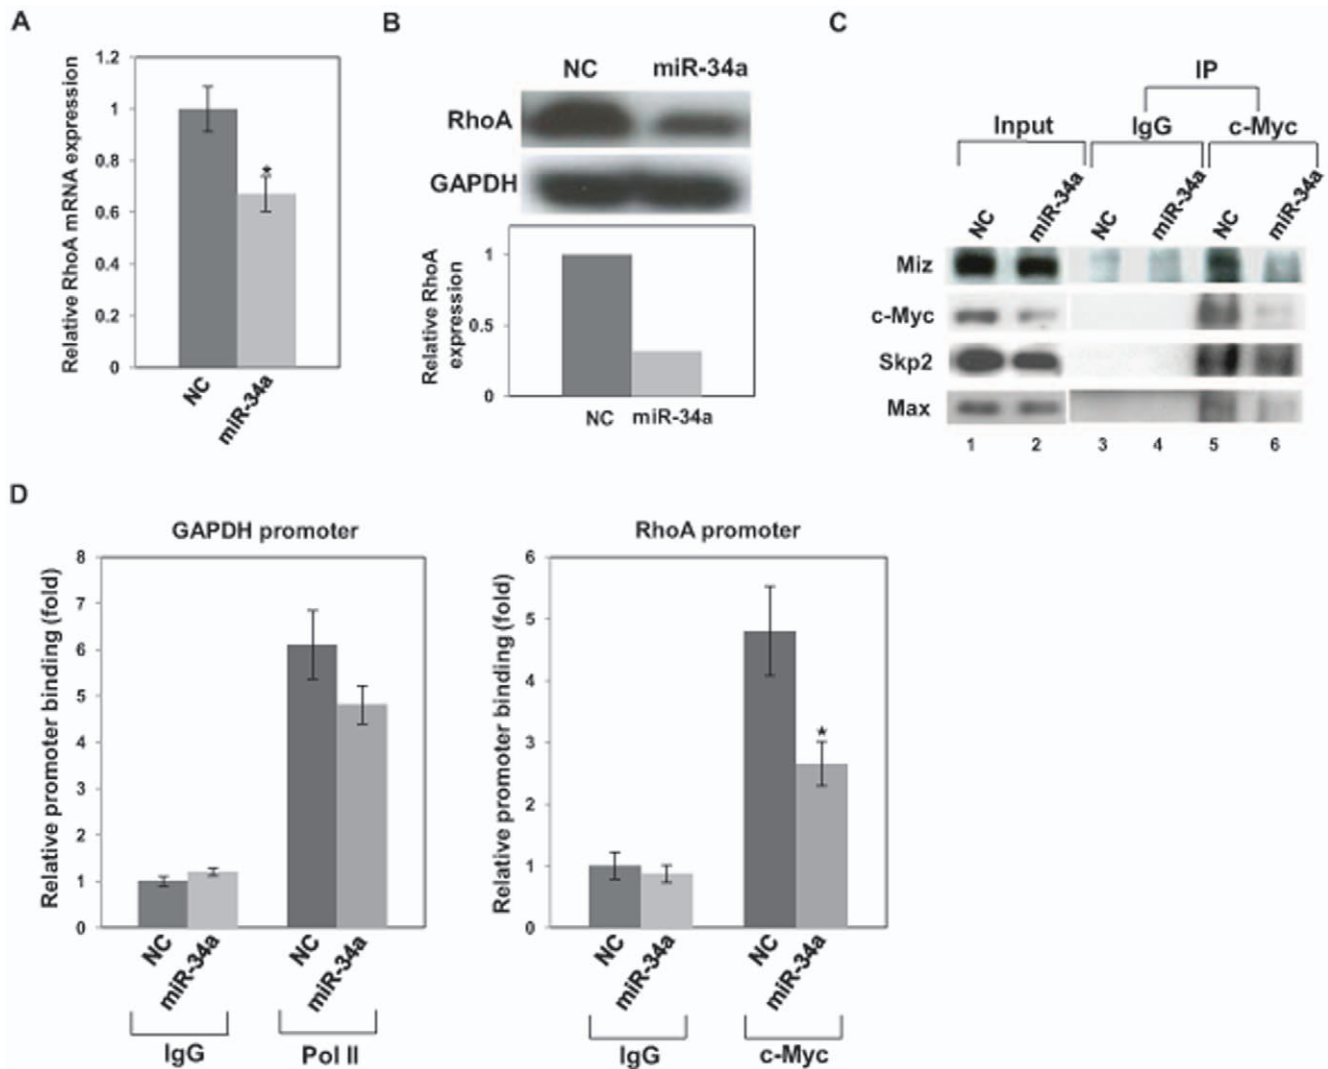 A
Relative RhoA mRNA expression
1.2
1
0.8
0.6
0.4
0.2
0
*
NC
miR-34a
B
NC
miR-34a
RhoA
GAPDH
Relative RhoA
expression
1
0.5
0
NC
miR-34a
C
IP
Input
IgG
c-Myc
NC
miR-34a
NC
miR-34a
NC
miR-34a
Miz
c-Myc
Skp2
Max
1
2
3
4
5
6
D
GAPDH promoter
Relative promoter binding (fold)
8
7
6
5
4
3
2
1
0
NC
miR-34a
NC
miR-34a
IgG
Pol II
RhoA promoter
Relative promoter binding (fold)
6
5
4
3
2
1
0
*
NC
miR-34a
NC
miR-34a
IgG
c-Myc